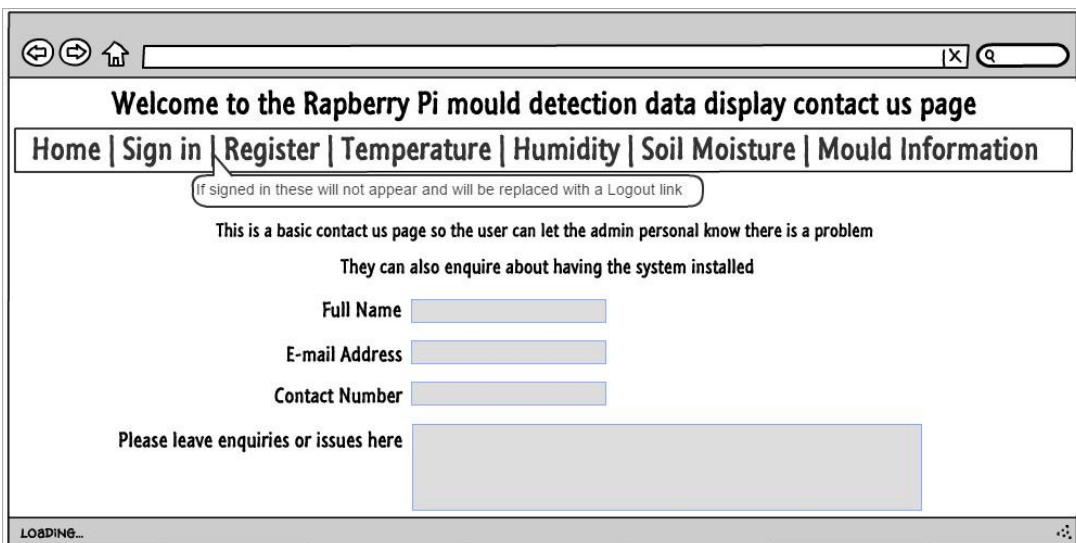 Welcome to the Rapberry Pi mould detection data display contact us page
Home | Sign in | Register | Temperature | Humidity | Soil Moisture | Mould Information
If signed in these will not appear and will be replaced with a Logout link
This is a basic contact us page so the user can let the admin personal know there is a problem
They can also enquire about having the system installed
Full Name
E-mail Address
Contact Number
Please leave enquiries or issues here
LOADING...